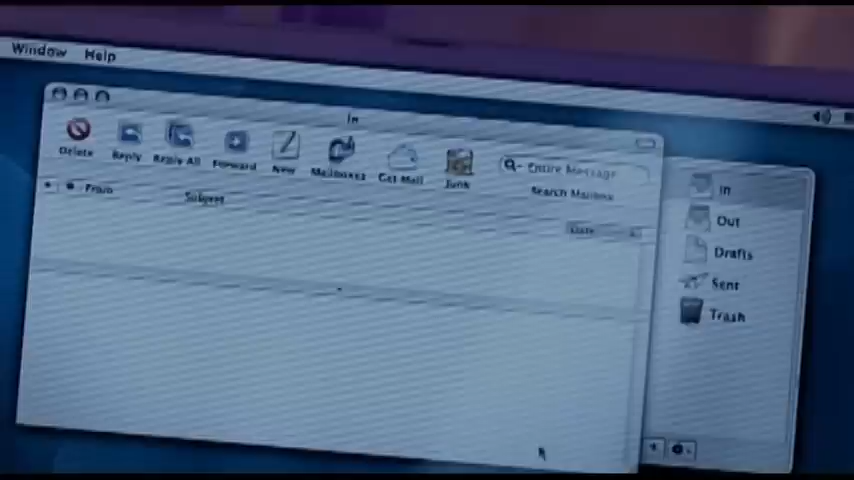 Window Help
In
Delete Reply Reply All Forward New Mailboxes Get Mail Junk
Entire Message
Search Mailbox
From Subject Date
In
Out
Drafts
Sent
Trash